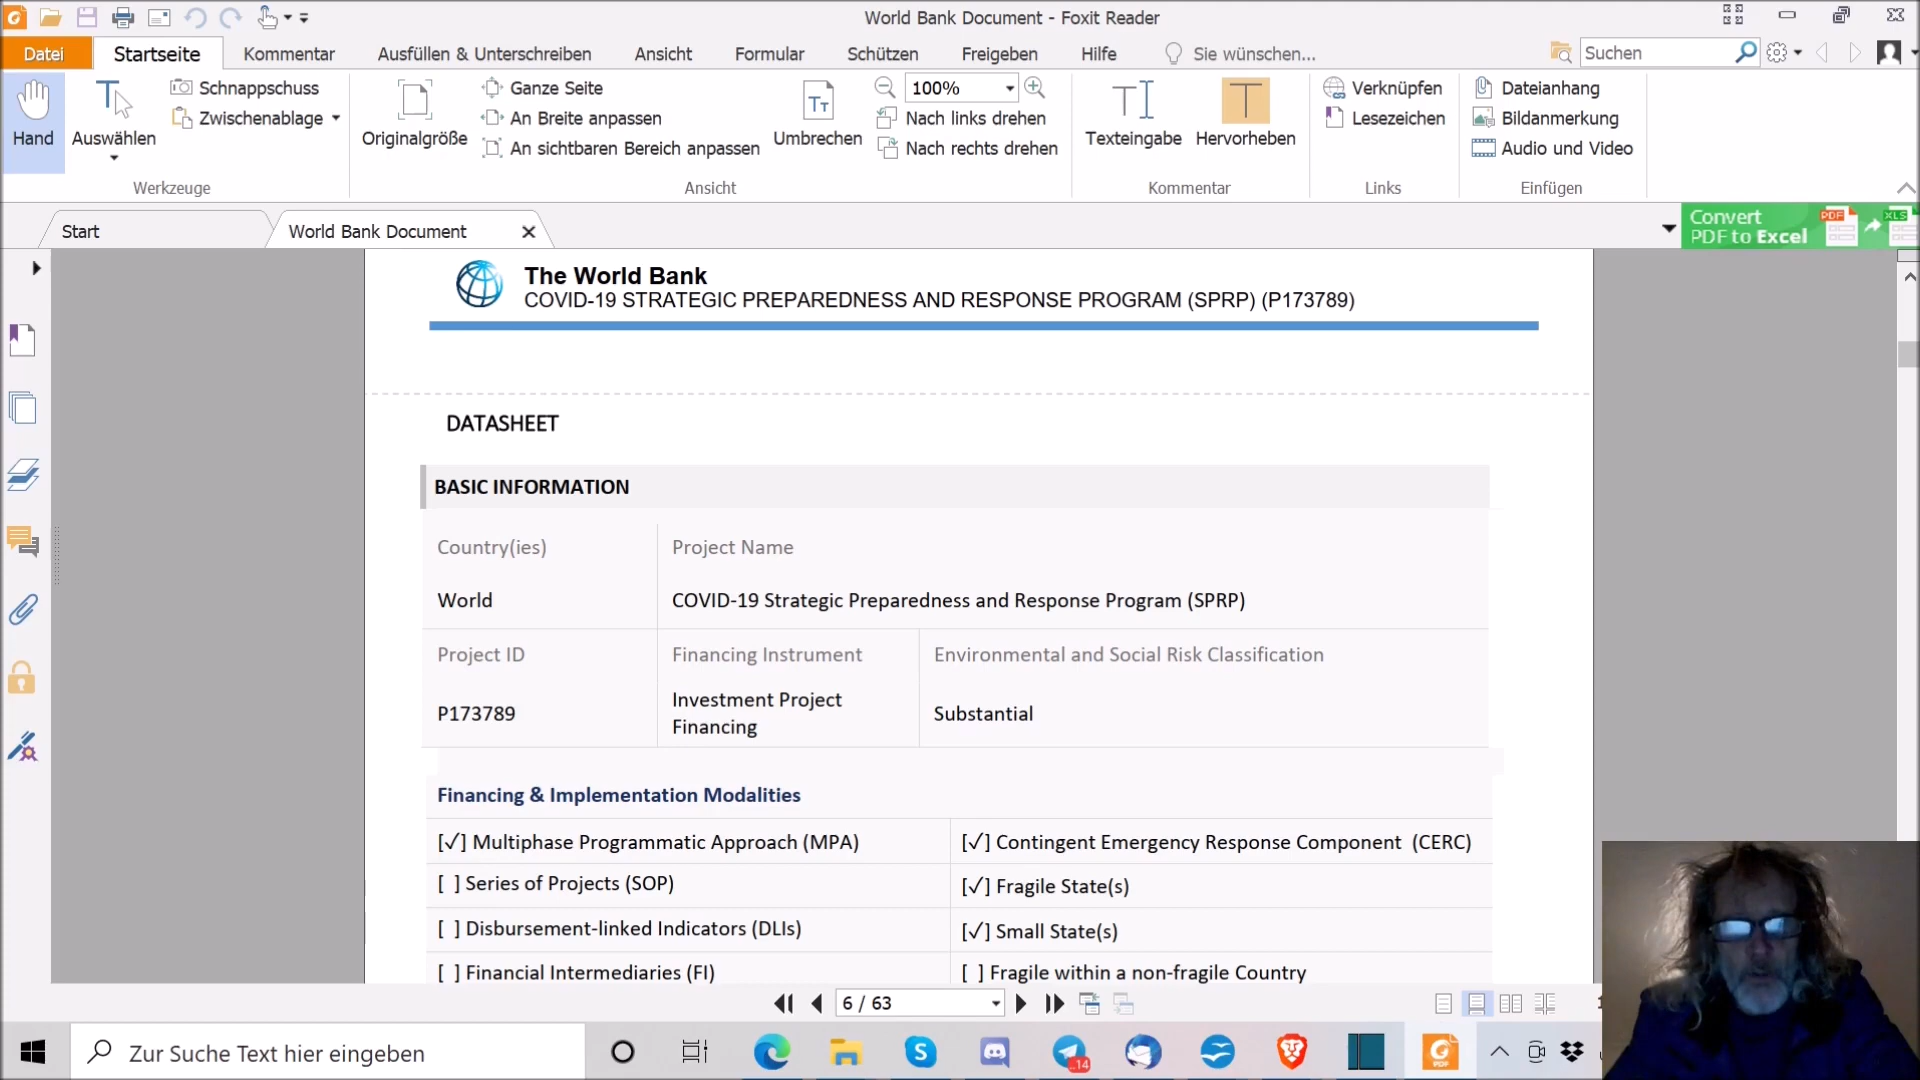 World Bank Document - Foxit Reader
Datei
Startseite
Kommentar
Ausfüllen & Unterschreiben
Ansicht
Formular
Schützen
Freigeben
Hilfe
Sie wünschen...
Suchen
Hand
Auswählen
Schnappschuss
Zwischenablage
Werkzeuge
Originalgröße
Ganze Seite
An Breite anpassen
An sichtbaren Bereich anpassen
Umbrechen
100%
Nach links drehen
Nach rechts drehen
Ansicht
Texteingabe
Hervorheben
Kommentar
Verknüpfen
Lesezeichen
Links
Dateianhang
Bildanmerkung
Audio und Video
Einfügen
Start
World Bank Document
Convert
PDF to Excel
PDF
XLS
The World Bank
COVID-19 STRATEGIC PREPAREDNESS AND RESPONSE PROGRAM (SPRP) (P173789)
DATASHEET
BASIC INFORMATION
Country(ies)
Project Name
World
COVID-19 Strategic Preparedness and Response Program (SPRP)
Project ID
Financing Instrument
Environmental and Social Risk Classification
P173789
Investment Project
Financing
Substantial
Financing & Implementation Modalities
[✓] Multiphase Programmatic Approach (MPA)
[✓] Contingent Emergency Response Component (CERC)
[ ] Series of Projects (SOP)
[✓] Fragile State(s)
[ ] Disbursement-linked Indicators (DLIs)
[✓] Small State(s)
[ ] Financial Intermediaries (FI)
[ ] Fragile within a non-fragile Country
6 / 63
Zur Suche Text hier eingeben
14
PDF